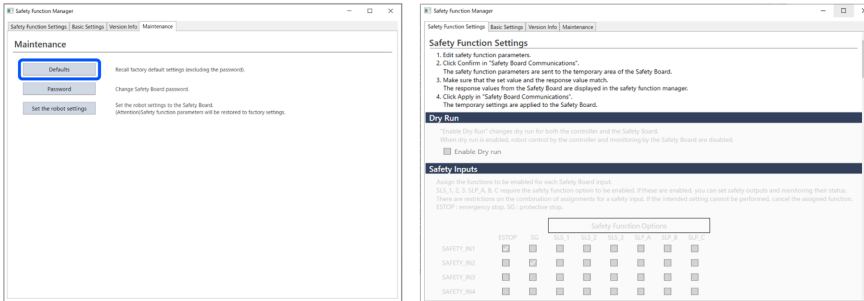 Safety Function Manager
Safety Function Settings Basic Settings Version Info Maintenance
Maintenance
Defaults Recall factory default settings (excluding the password).
Password Change Safety Board password.
Set the robot settings Set the robot settings to the Safety Board.
(Attention)Safety function parameters will be restored to factory settings.
Safety Function Manager
Safety Function Settings Basic Settings Version Info Maintenance
Safety Function Settings
1. Edit safety function parameters.
2. Click Confirm in "Safety Board Communications".
The safety function parameters are sent to the temporary area of the Safety Board.
3. Make sure that the set value and the response value match.
The response values from the Safety Board are displayed in the safety function manager.
4. Click Apply in "Safety Board Communications".
The temporary settings are applied to the Safety Board.
Dry Run
"Enable Dry Run" changes dry run for both the controller and the Safety Board.
When dry run is enabled, robot control by the controller and monitoring by the Safety Board are disabled.
Enable Dry run
Safety Inputs
Assign the functions to be enabled for each Safety Board input.
SLS_1, 2, 3, SLP_A, B, C require the safety function option to be enabled. If these are enabled, you can set safety outputs and monitoring their status.
There are restrictions on the combination of assignments for a safety input. If the intended setting cannot be performed, cancel the assigned function.
ESTOP : emergency stop, SG : protective stop.
Safety Function Options
ESTOP SG SLS_1 SLS_2 SLS_3 SLP_A SLP_B SLP_C
SAFETY_IN1
SAFETY_IN2
SAFETY_IN3
SAFETY_IN4